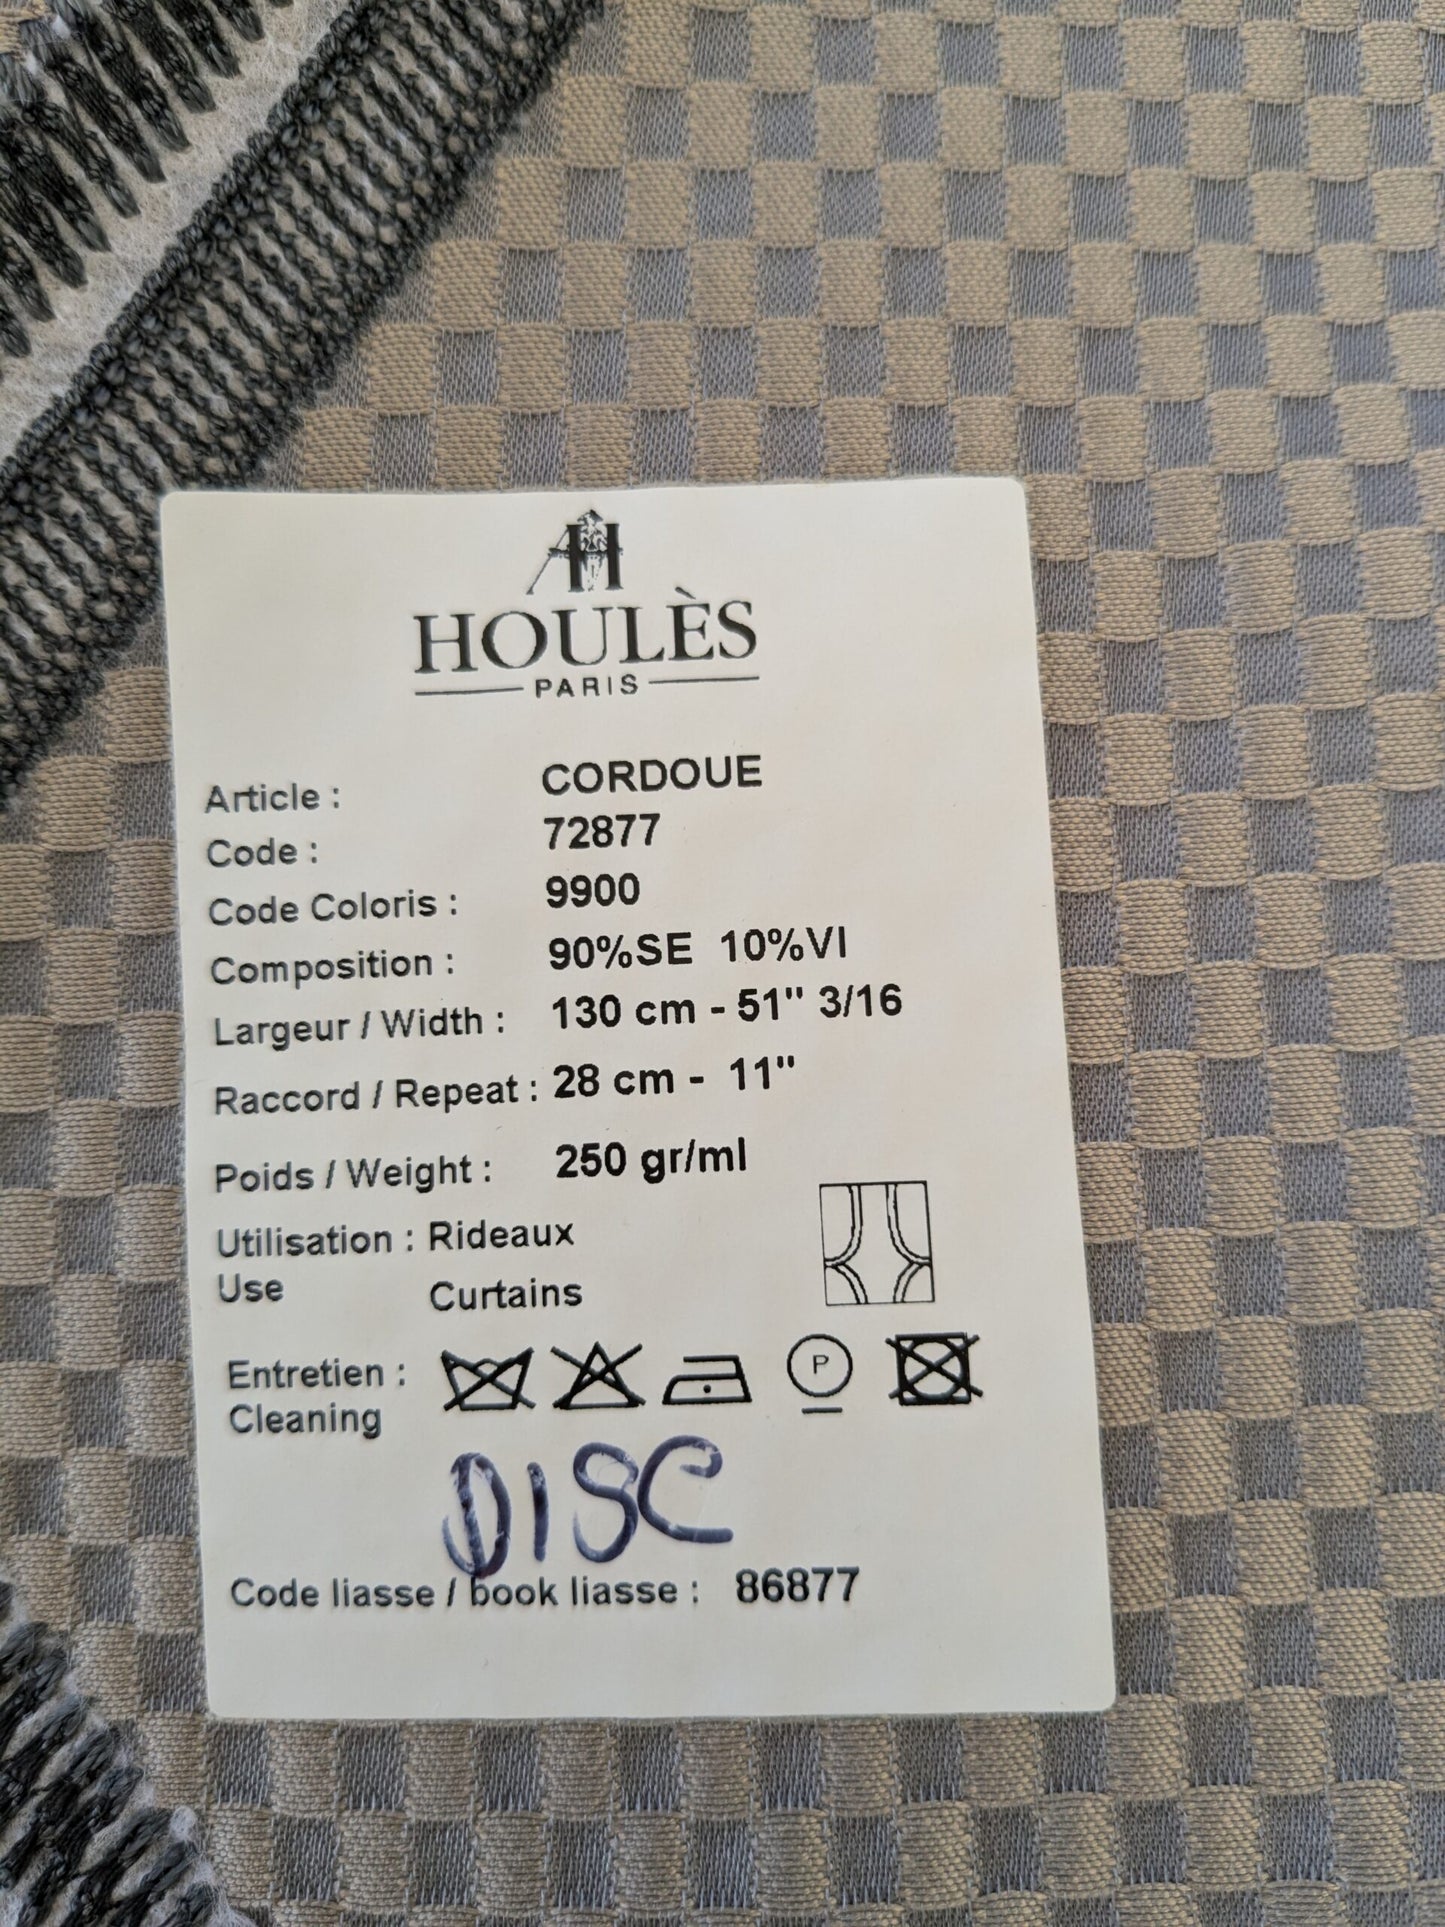 H
HOULÈS
PARIS
Article : CORDOUE
Code : 72877
Code Coloris : 9900
Composition : 90%SE 10%VI
Largeur / Width : 130 cm - 51" 3/16
Raccord / Repeat : 28 cm - 11"
Poids / Weight : 250 gr/ml
Utilisation : Rideaux
Use Curtains
Entretien :
Cleaning
P
DISC
Code liasse / book liasse : 86877